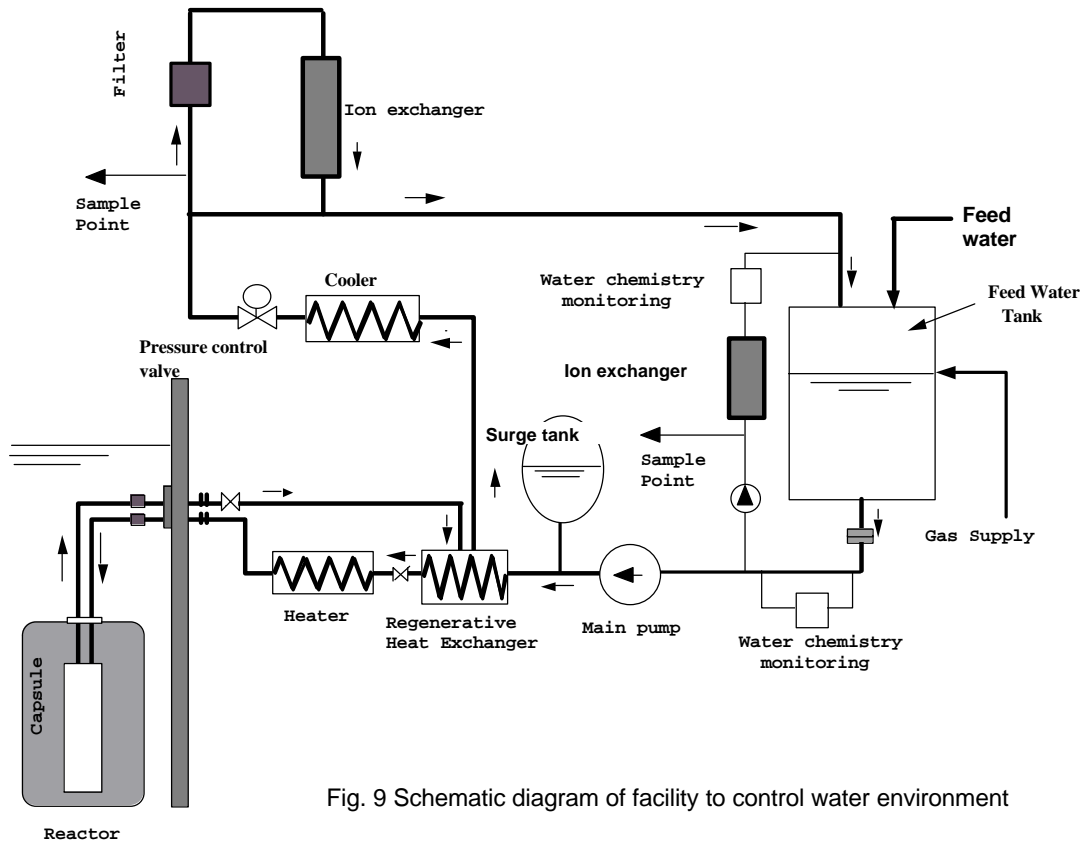 Filter
Ion exchanger
Sample
Point
Feed
water
Cooler
Water chemistry
monitoring
Feed Water
Tank
Pressure control
valve
Ion exchanger
Surge tank
Sample
Point
Gas Supply
Heater
Regenerative
Heat Exchanger
Main pump
Water chemistry
monitoring
Capsule
Reactor
Fig. 9 Schematic diagram of facility to control water environment